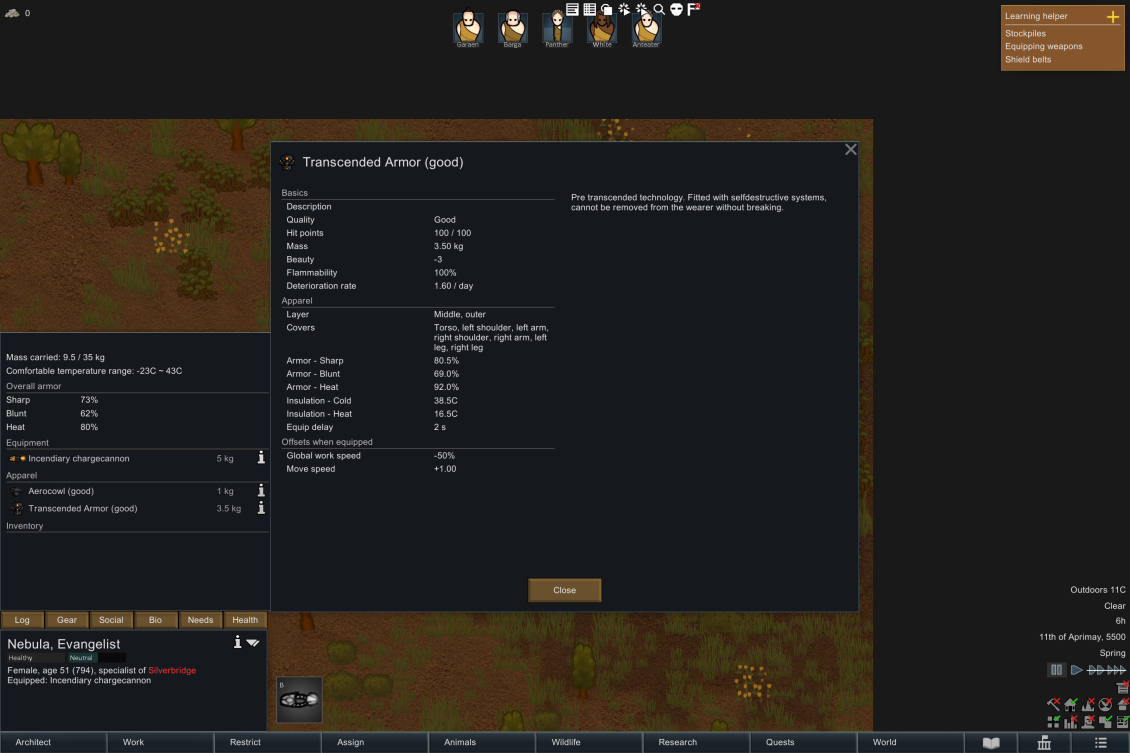 0
Garaen
Barga
Panther
White
Anteater
Learning helper
Stockpiles
Equipping weapons
Shield belts
Transcended Armor (good)
Basics
Description
Quality Good
Hit points 100 / 100
Mass 3.50 kg
Beauty -3
Flammability 100%
Deterioration rate 1.60 / day
Apparel
Layer Middle, outer
Covers Torso, left shoulder, left arm,
right shoulder, right arm, left
leg, right leg
Armor - Sharp 80.5%
Armor - Blunt 69.0%
Armor - Heat 92.0%
Insulation - Cold 38.5C
Insulation - Heat 16.5C
Equip delay 2 s
Offsets when equipped
Global work speed -50%
Move speed +1.00
Pre transcended technology. Fitted with selfdestructive systems,
cannot be removed from the wearer without breaking.
Close
Mass carried: 9.5 / 35 kg
Comfortable temperature range: -23C ~ 43C
Overall armor
Sharp 73%
Blunt 62%
Heat 80%
Equipment
Incendiary chargecannon 5 kg
Apparel
Aerocowl (good) 1 kg
Transcended Armor (good) 3.5 kg
Inventory
Log Gear Social Bio Needs Health
Nebula, Evangelist
Healthy Neutral
Female, age 51 (794), specialist of Silverbridge
Equipped: Incendiary chargecannon
B
Outdoors 11C
Clear
6h
11th of Aprimay, 5500
Spring
Architect Work Restrict Assign Animals Wildlife Research Quests World